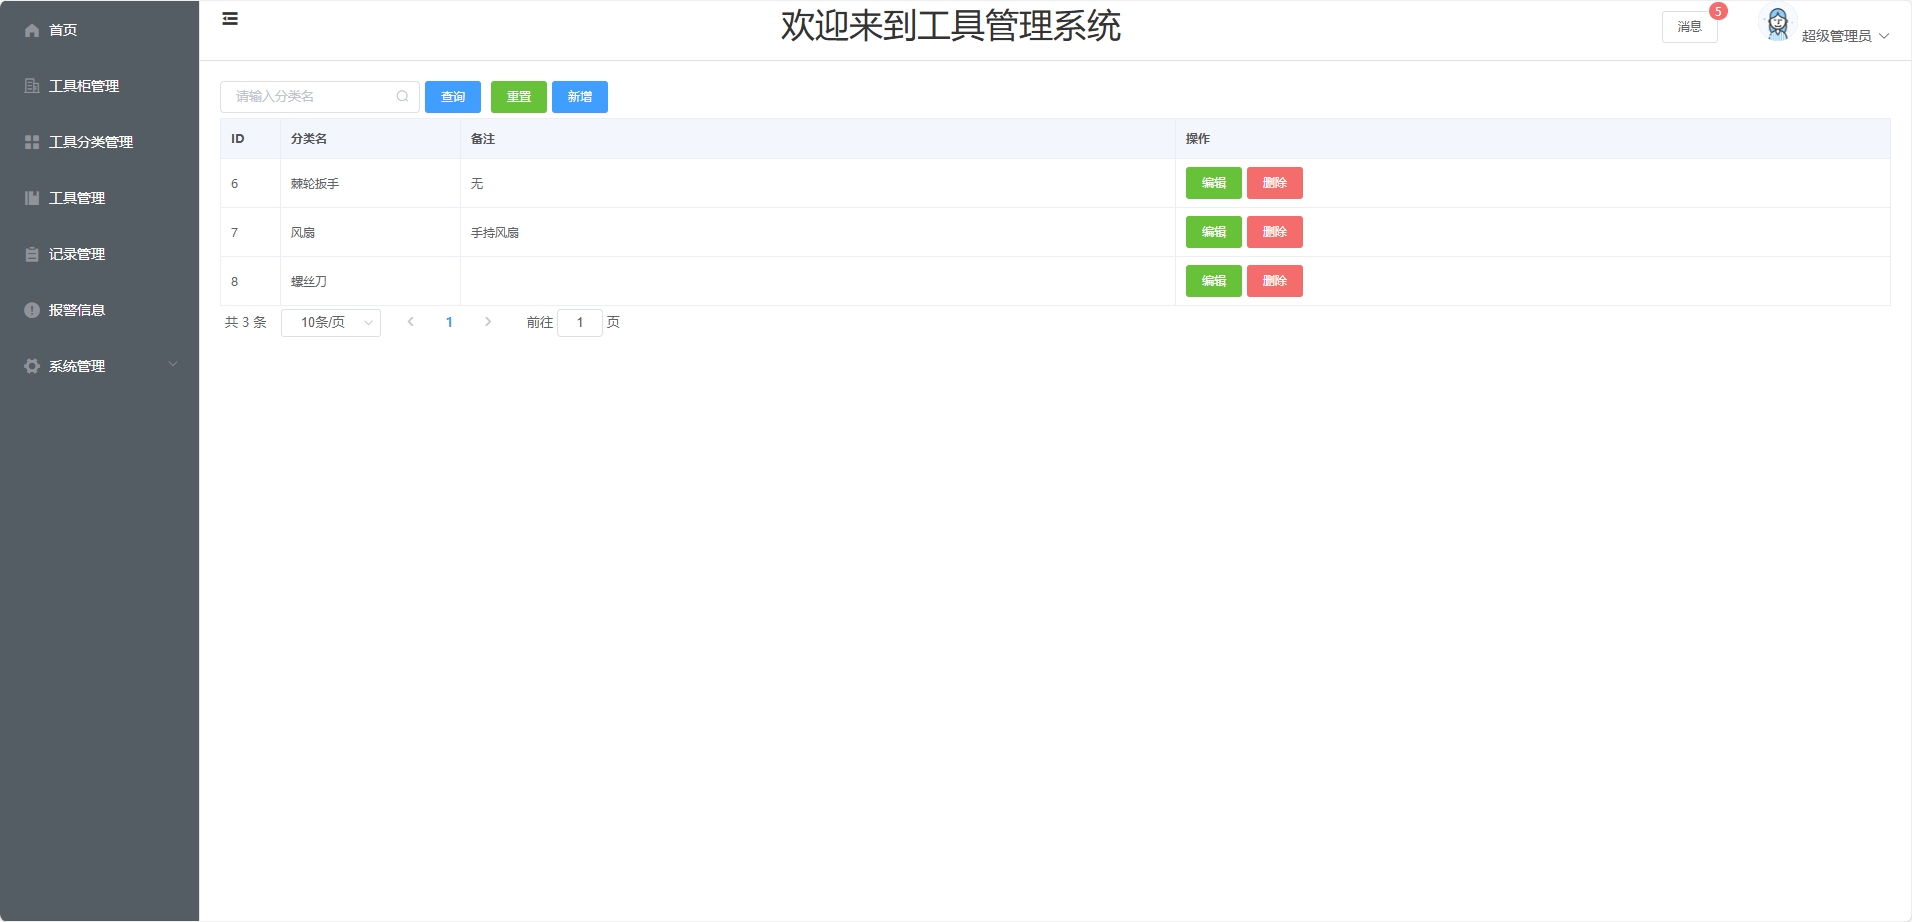 首页
工具柜管理
工具分类管理
工具管理
记录管理
报警信息
系统管理
欢迎来到工具管理系统
消息 5
超级管理员
请输入分类名 查询 重置 新增
ID 分类名 备注 操作
6 棘轮扳手 无 编辑 删除
7 风扇 手持风扇 编辑 删除
8 螺丝刀 编辑 删除
共 3 条 10条/页 1 前往 1 页